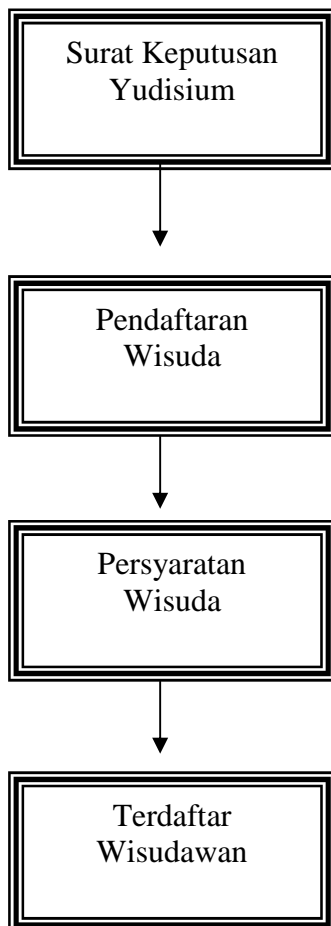 Surat Keputusan
Yudisium
Pendaftaran
Wisuda
Persyaratan
Wisuda
Terdaftar
Wisudawan